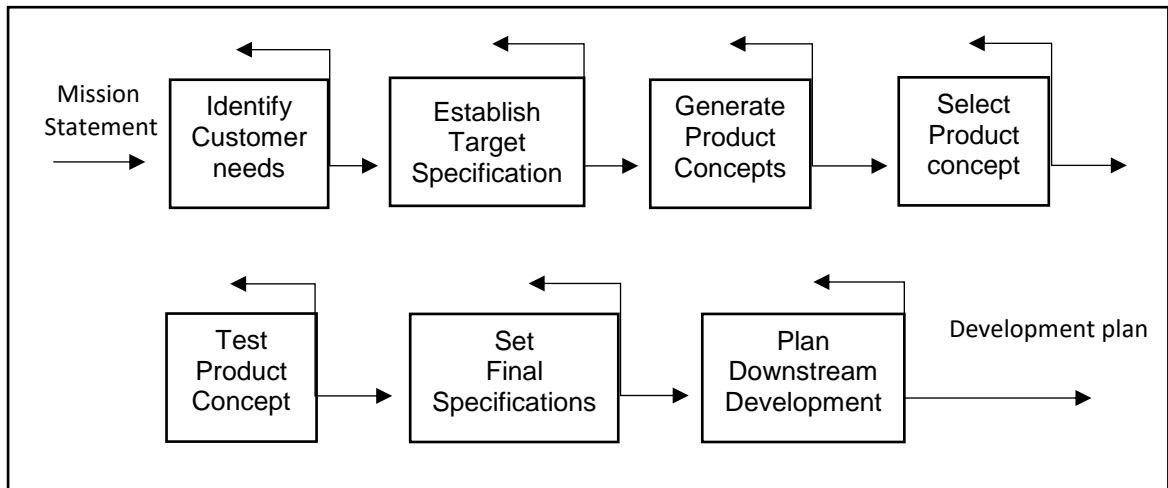 Mission
Statement
Identify
Customer
needs
Establish
Target
Specification
Generate
Product
Concepts
Select
Product
concept
Test
Product
Concept
Set
Final
Specifications
Plan
Downstream
Development
Development plan